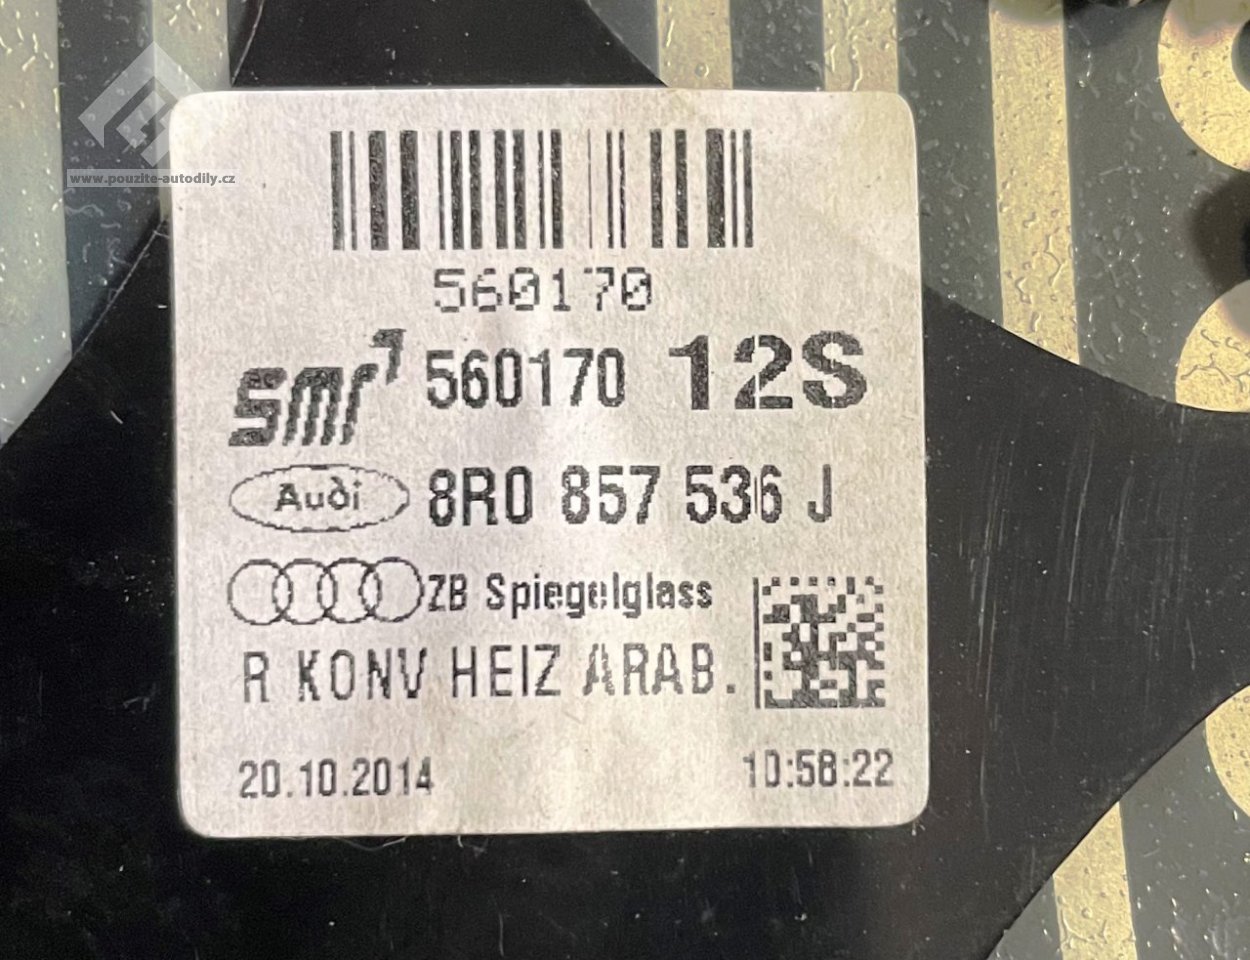 www.pouzite-autodily.cz
560170
smr 560170 12S
Audi 8R0 857 536 J
ZB Spiegelglass
R KONV HEIZ ARAB.
20.10.2014 10:58:22